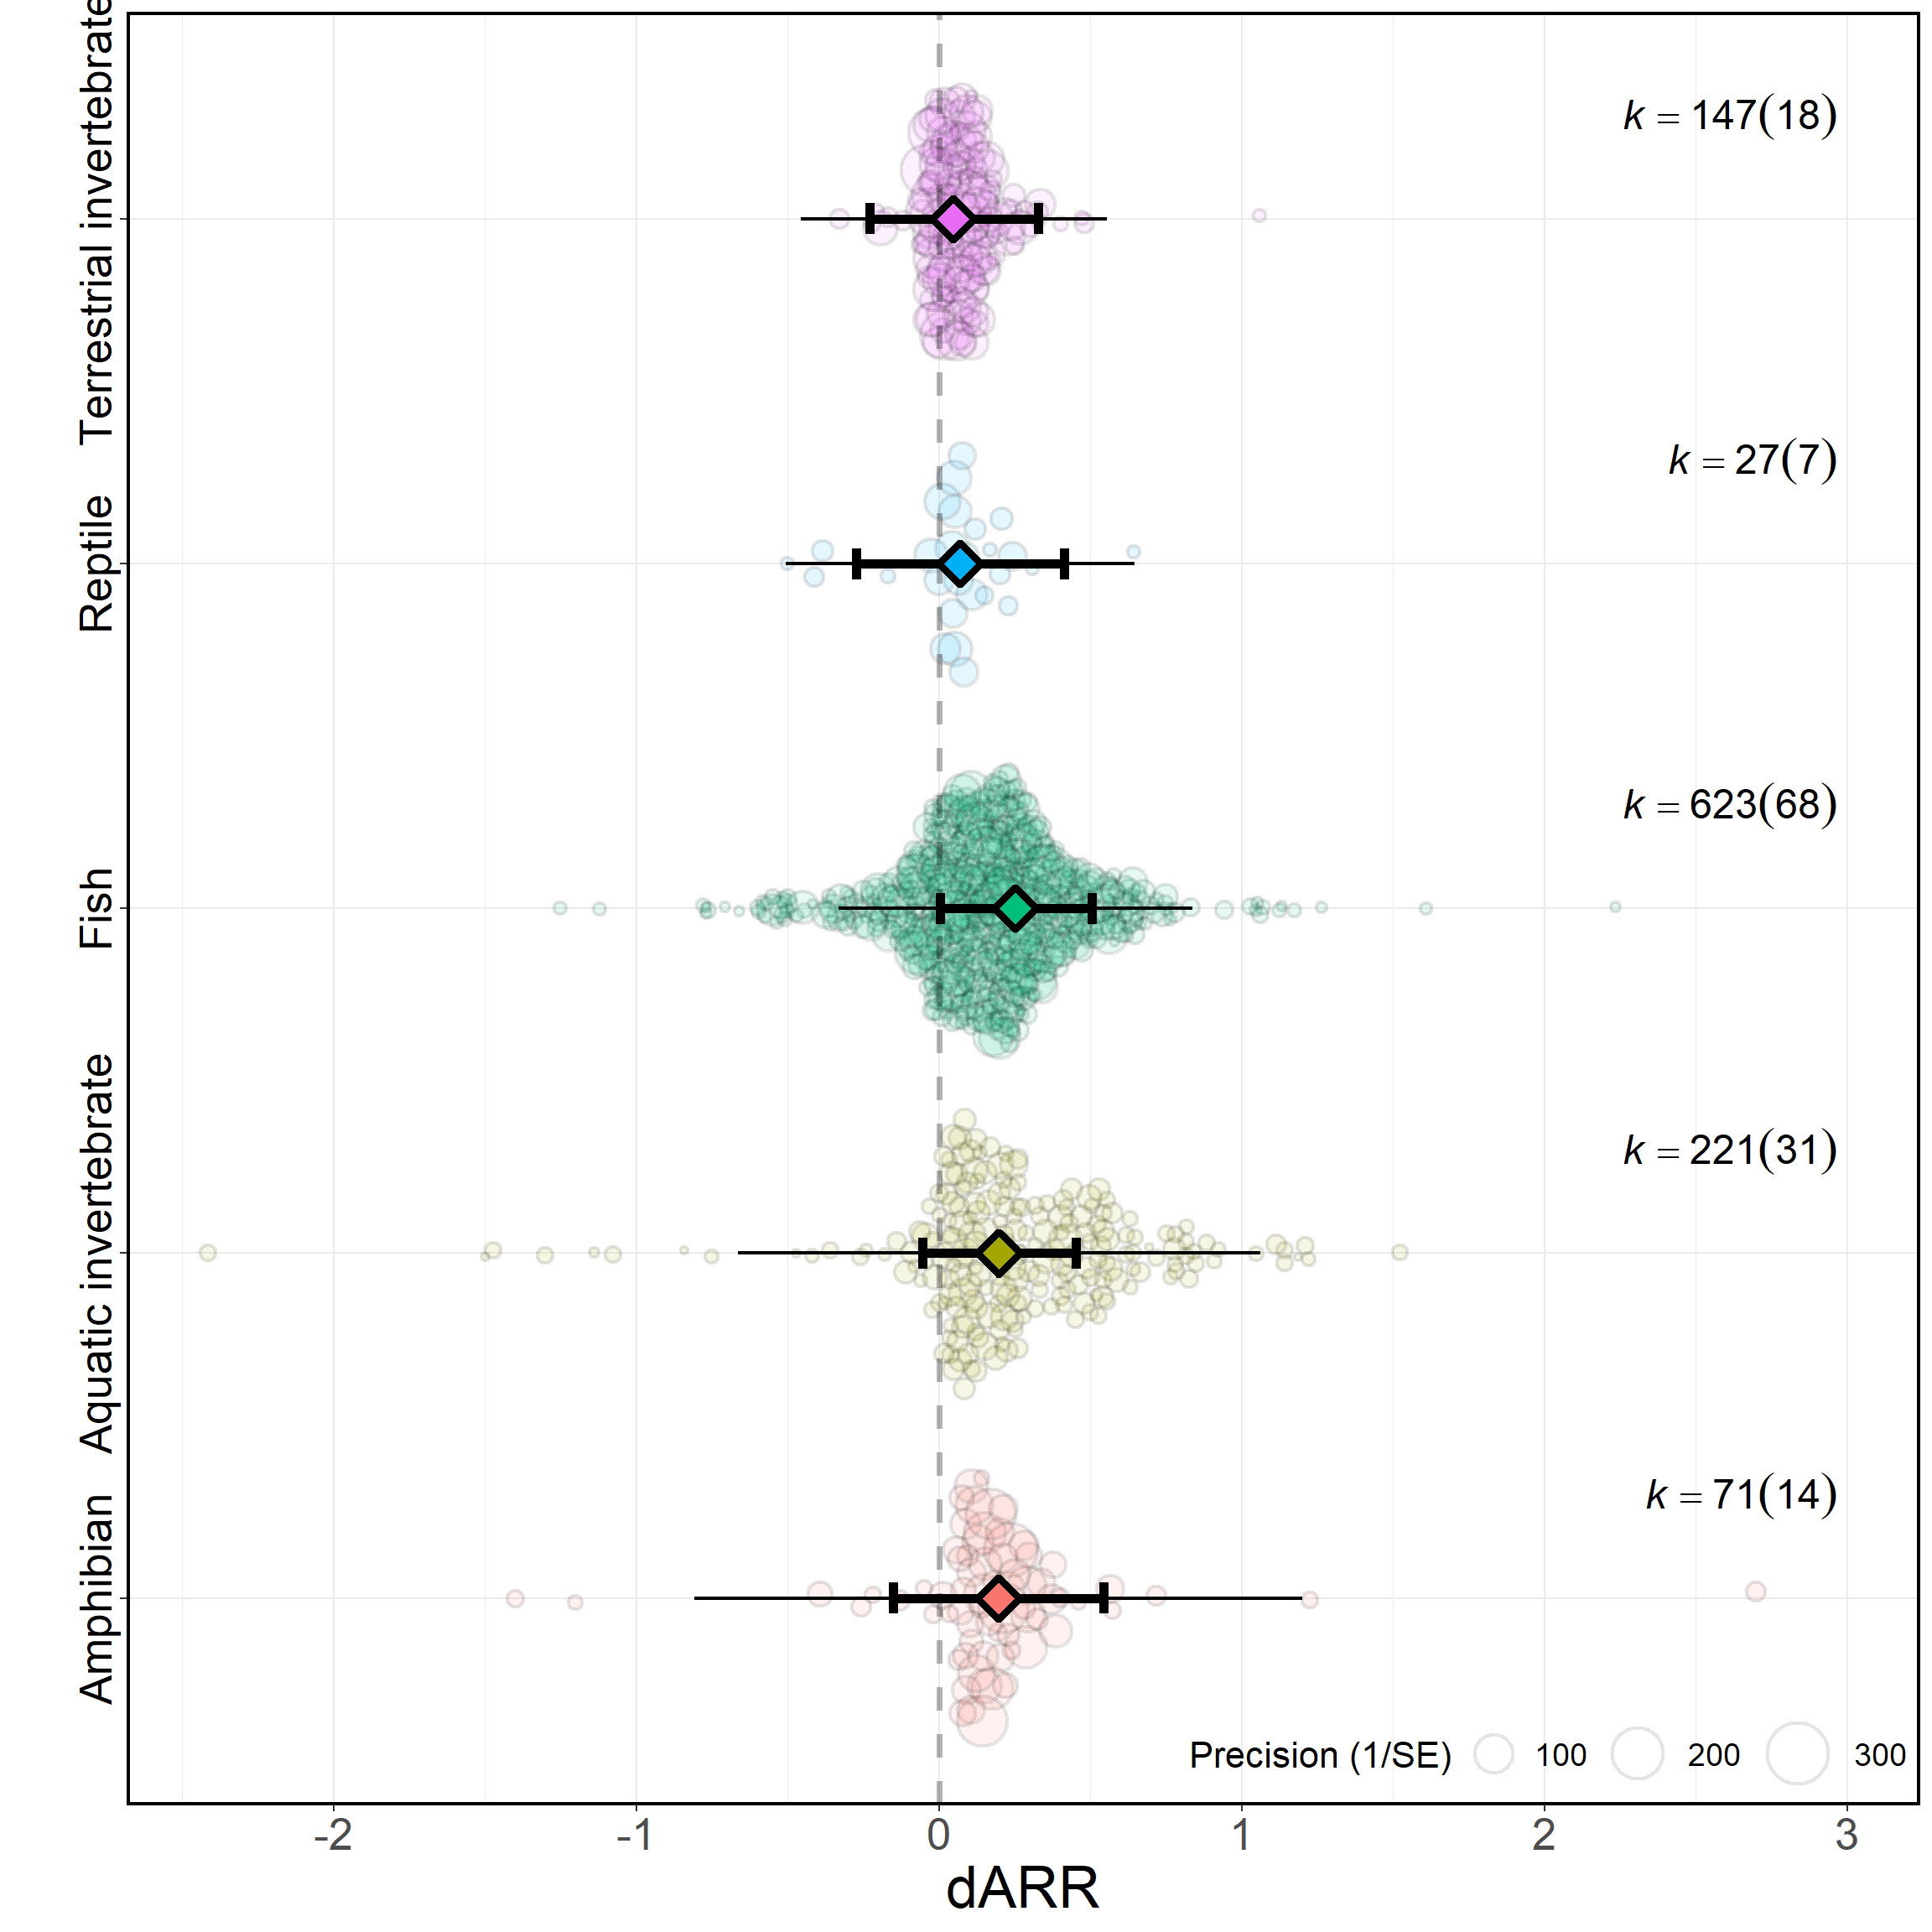 Terrestrial invertebrate
k = 147(18)
Reptile
k = 27(7)
Fish
k = 623(68)
Aquatic invertebrate
k = 221(31)
Amphibian
k = 71(14)
Precision (1/SE) 100 200 300
-2 -1 0 1 2 3
dARR